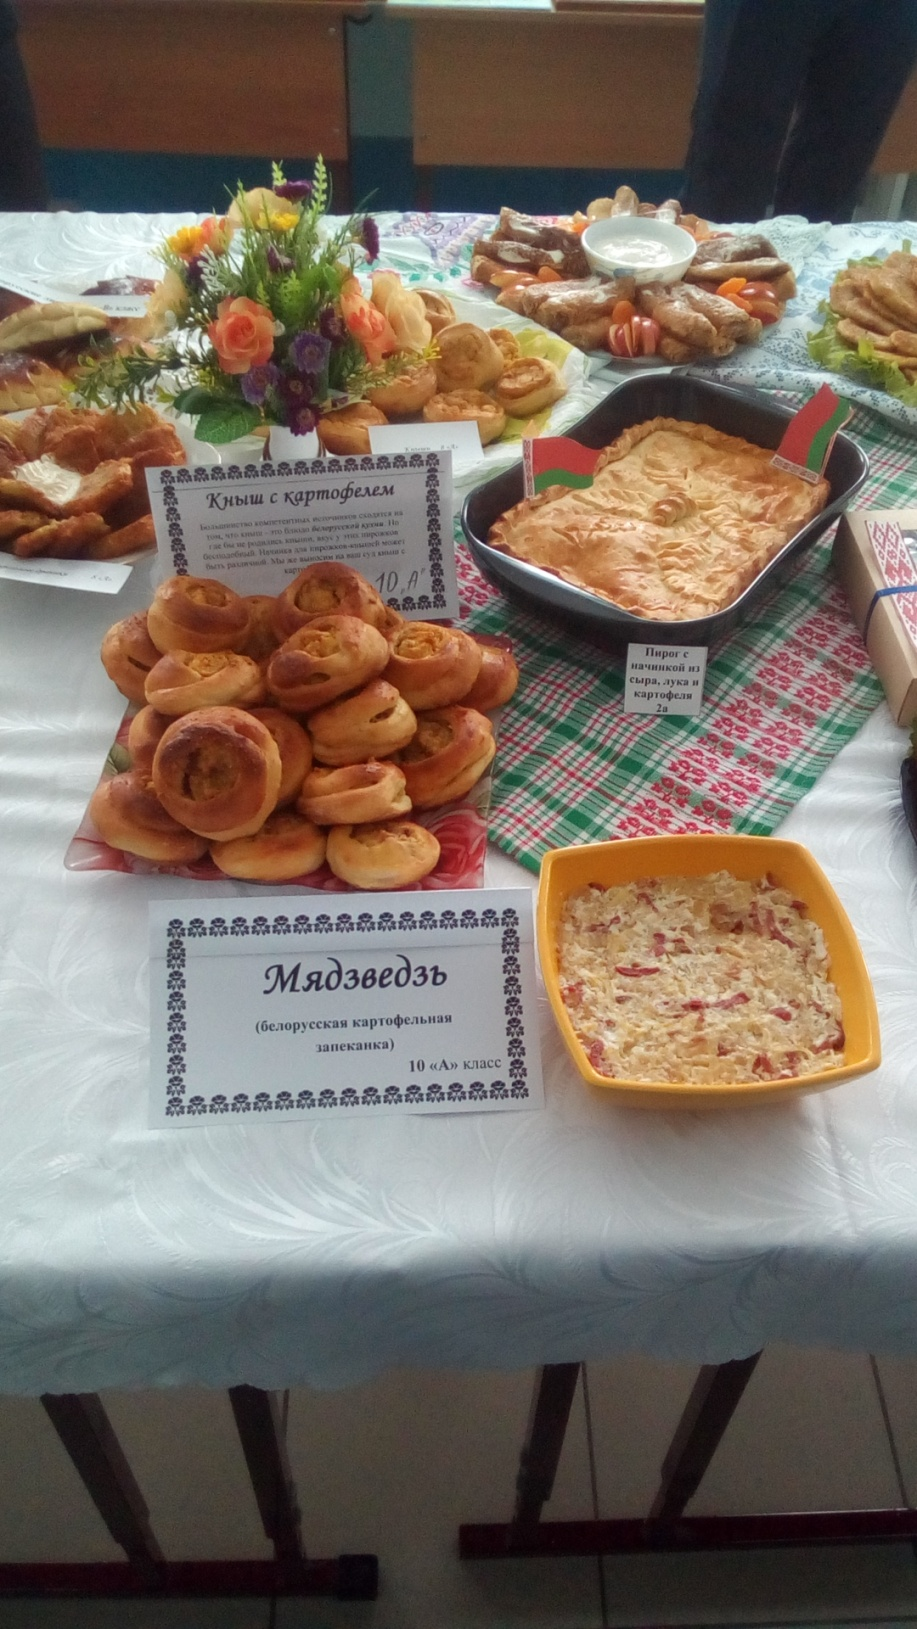 Кныш с картофелем
Большинство компетентных источников сходятся на
том, что кныш - это блюдо белорусской кухни. Но
где бы не родились кныши, вкус у этих пирожков
бесподобный. Начинка для пирожков-кнышей может
быть различной. Мы же выносим на ваш суд кныши с
10 „А"
Пирог с
начинкой из
сыра, лука и
картофеля
2а
Мядзведзь
(белорусская картофельная
запеканка)
10 «А» класс